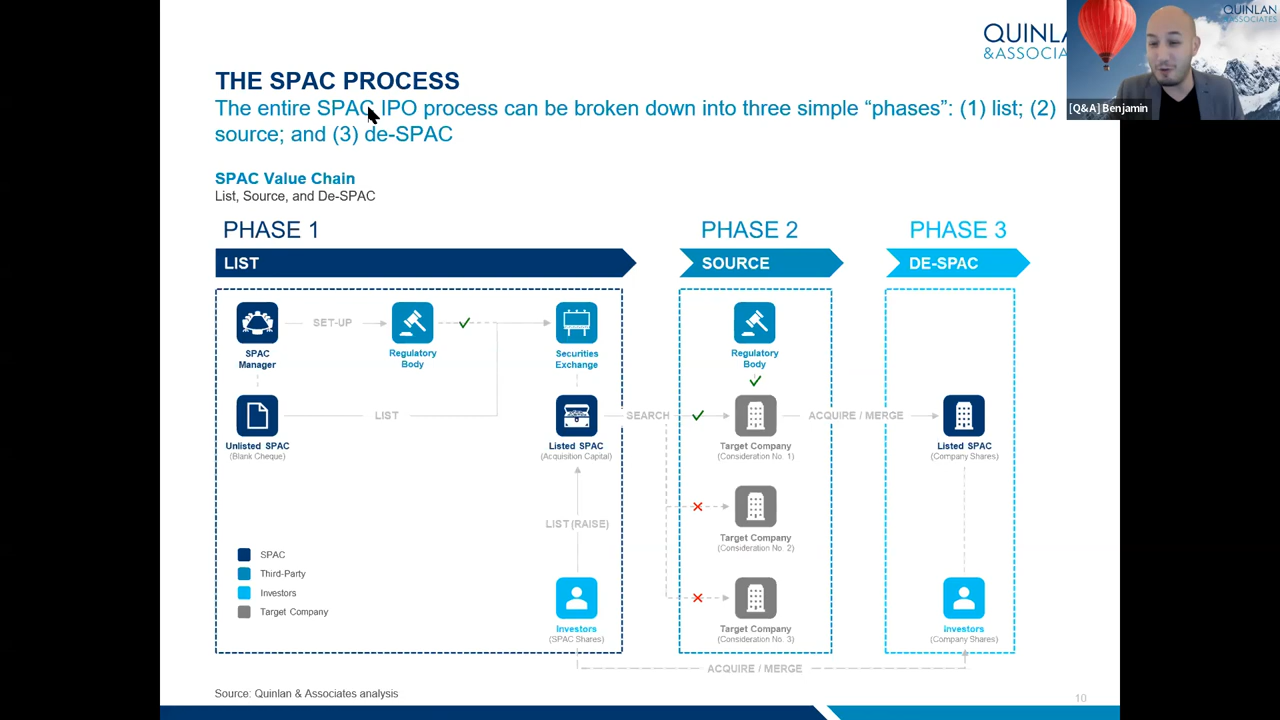 QUINLAN
&ASSOCIATES
QUINL
&ASSOCIA
[Q&A] Benjamin
THE SPAC PROCESS
The entire SPAC IPO process can be broken down into three simple “phases”: (1) list; (2)
source; and (3) de-SPAC
SPAC Value Chain
List, Source, and De-SPAC
PHASE 1
PHASE 2
PHASE 3
LIST
SOURCE
DE-SPAC
SET-UP
SPAC
Manager
Regulatory
Body
Securities
Exchange
Regulatory
Body
LIST
SEARCH
ACQUIRE / MERGE
Unlisted SPAC
(Blank Cheque)
Listed SPAC
(Acquisition Capital)
Target Company
(Consideration No. 1)
Listed SPAC
(Company Shares)
LIST (RAISE)
Target Company
(Consideration No. 2)
SPAC
Third-Party
Investors
Target Company
Investors
(SPAC Shares)
Target Company
(Consideration No. 3)
Investors
(Company Shares)
ACQUIRE / MERGE
Source: Quinlan & Associates analysis
10